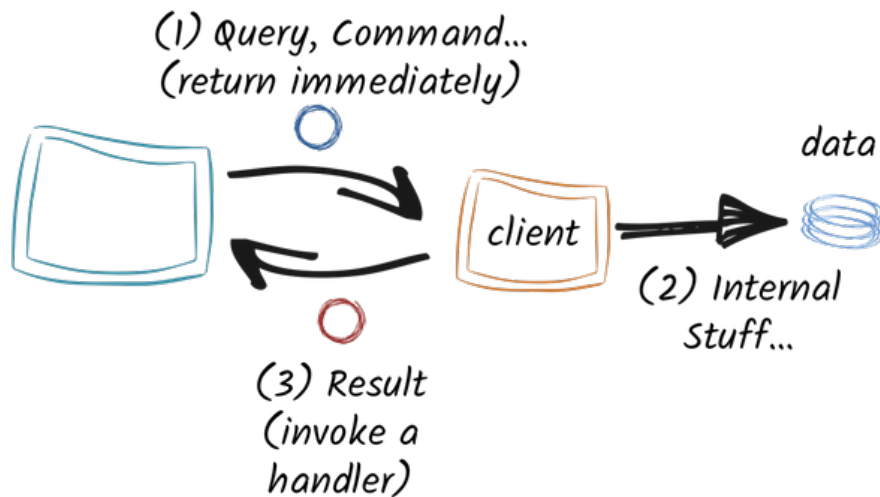 (1) Query, Command...
(return immediately)
data
client
(2) Internal
Stuff...
(3) Result
(invoke a
handler)